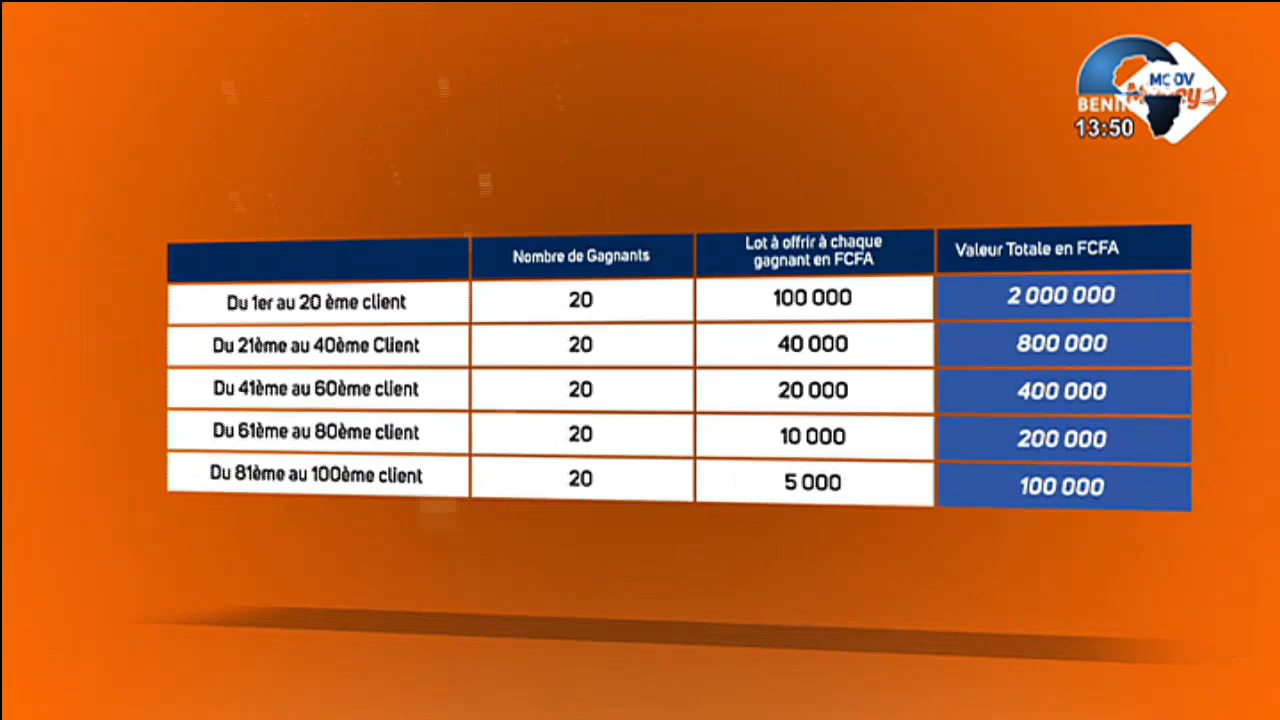 MOOV
Money
BENIN
13:50
Nombre de Gagnants
Lot à offrir à chaque
gagnant en FCFA
Valeur Totale en FCFA
Du 1er au 20 ème client
20
100 000
2 000 000
Du 21ème au 40ème Client
20
40 000
800 000
Du 41ème au 60ème client
20
20 000
400 000
Du 61ème au 80ème client
20
10 000
200 000
Du 81ème au 100ème client
20
5 000
100 000